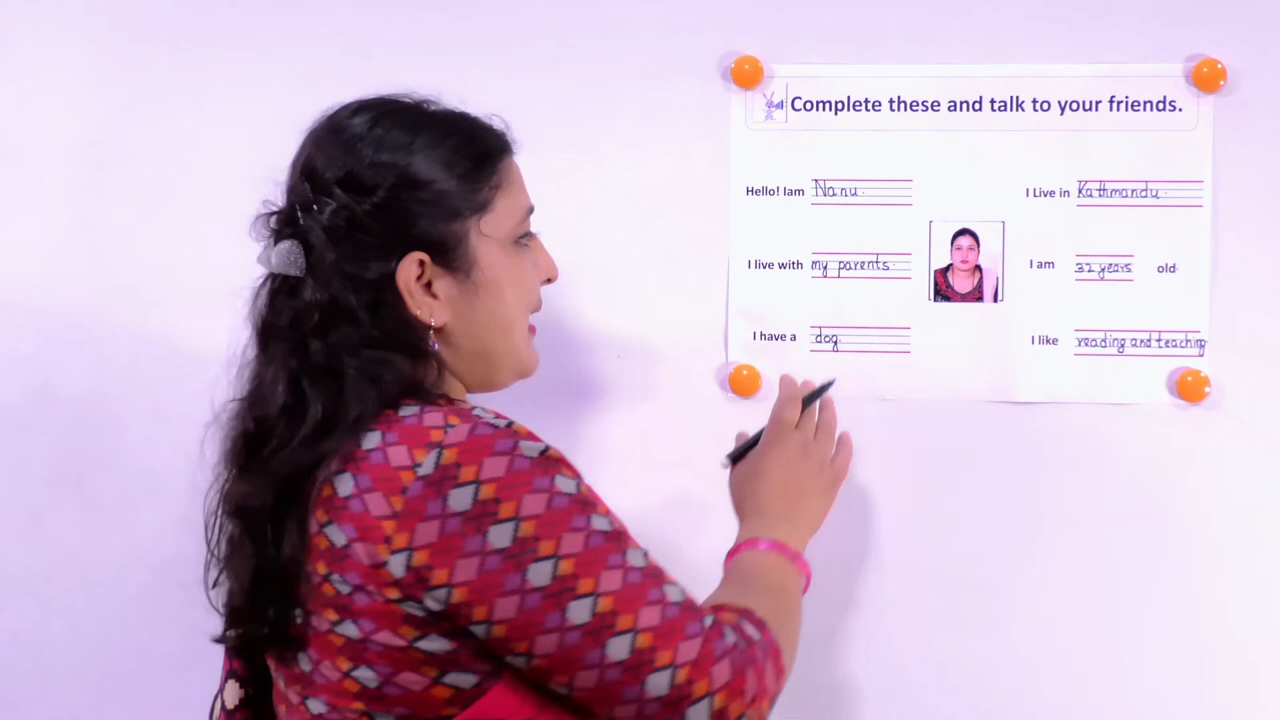 Complete these and talk to your friends.
Hello! Iam Nanu.
I Live in Kathmandu.
I live with my parents.
I am 32 years old.
I have a dog.
I like reading and teaching